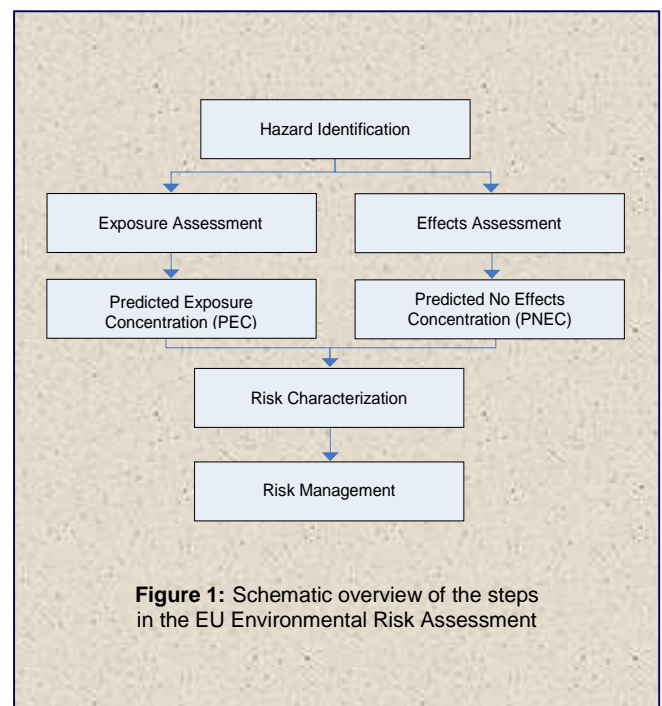 Hazard Identification
Exposure Assessment
Effects Assessment
Predicted Exposure
Concentration (PEC)
Predicted No Effects
Concentration (PNEC)
Risk Characterization
Risk Management
Figure 1: Schematic overview of the steps
in the EU Environmental Risk Assessment